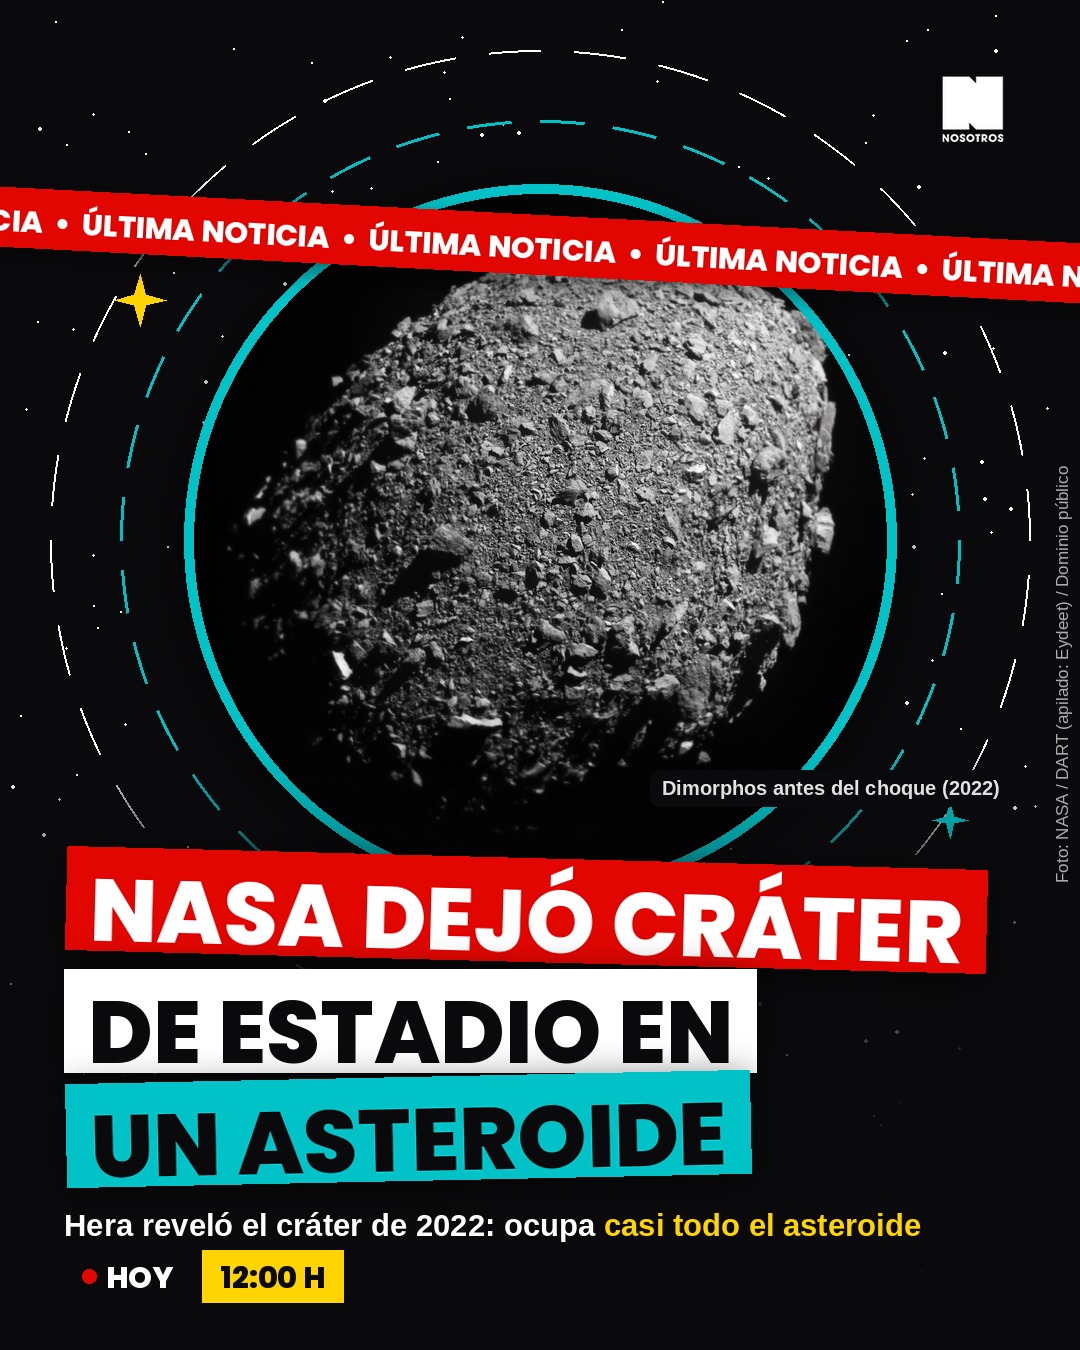 NOSOTROS
CIA • ÚLTIMA NOTICIA • ÚLTIMA NOTICIA • ÚLTIMA NOTICIA • ÚLTIMA N
Foto: NASA / DART (apilado: Eydeet) / Dominio público
Dimorphos antes del choque (2022)
NASA DEJÓ CRÁTER
DE ESTADIO EN
UN ASTEROIDE
Hera reveló el cráter de 2022: ocupa casi todo el asteroide
HOY 12:00 H